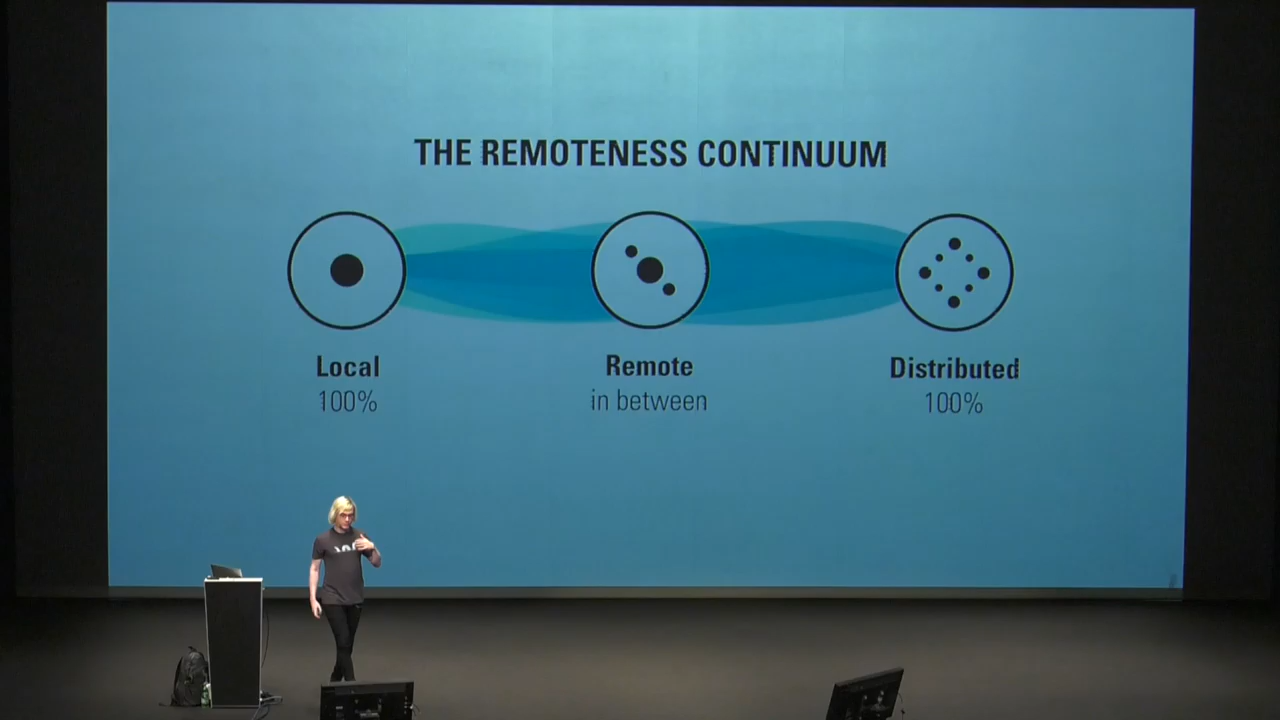 THE REMOTENESS CONTINUUM
Local
100%
Remote
in between
Distributed
100%